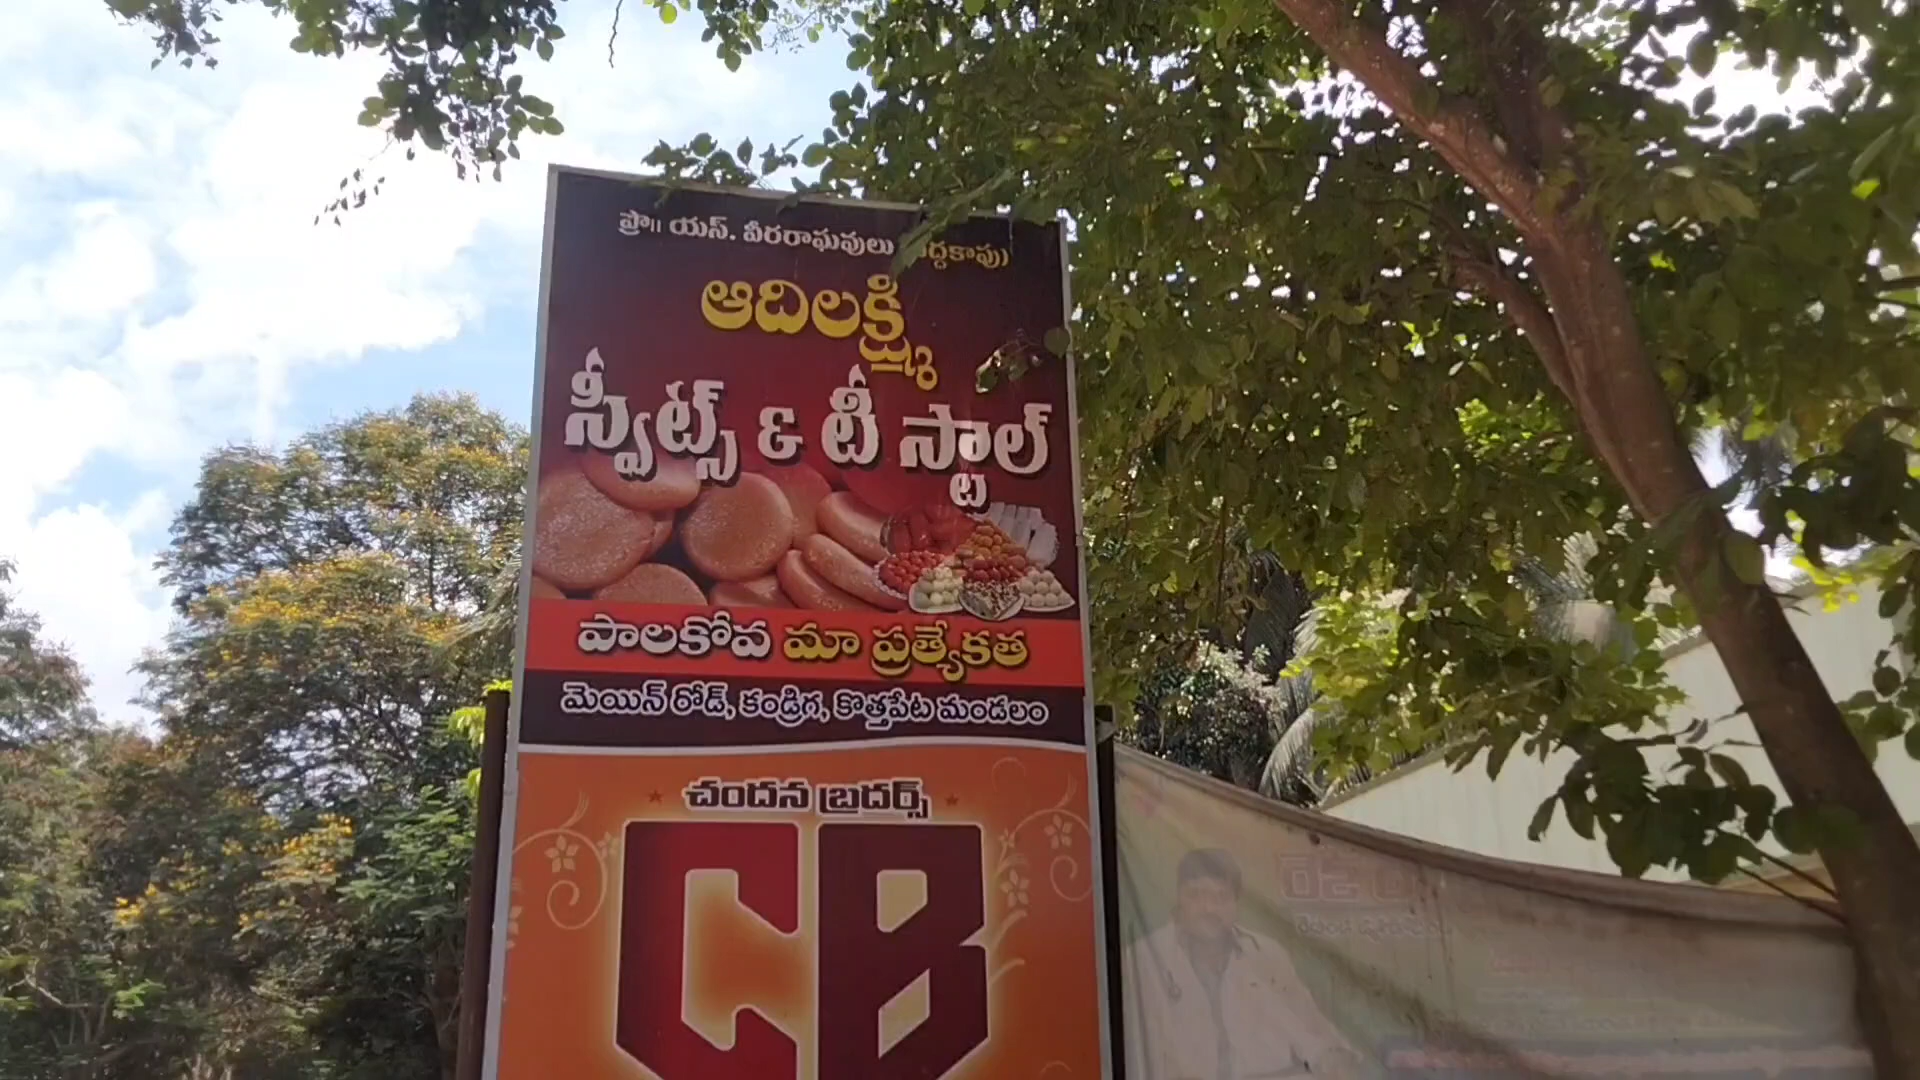 ప్రొ॥ యస్. వీరరాఘవులు
ఆదిలక్ష్మి
స్వీట్స్ & టీ స్టాల్
పాలకోవ మా ప్రత్యేకత
మెయిన్ రోడ్, కండ్రిగ, కొత్తపేట మండలం
చందన బ్రదర్స్
CB